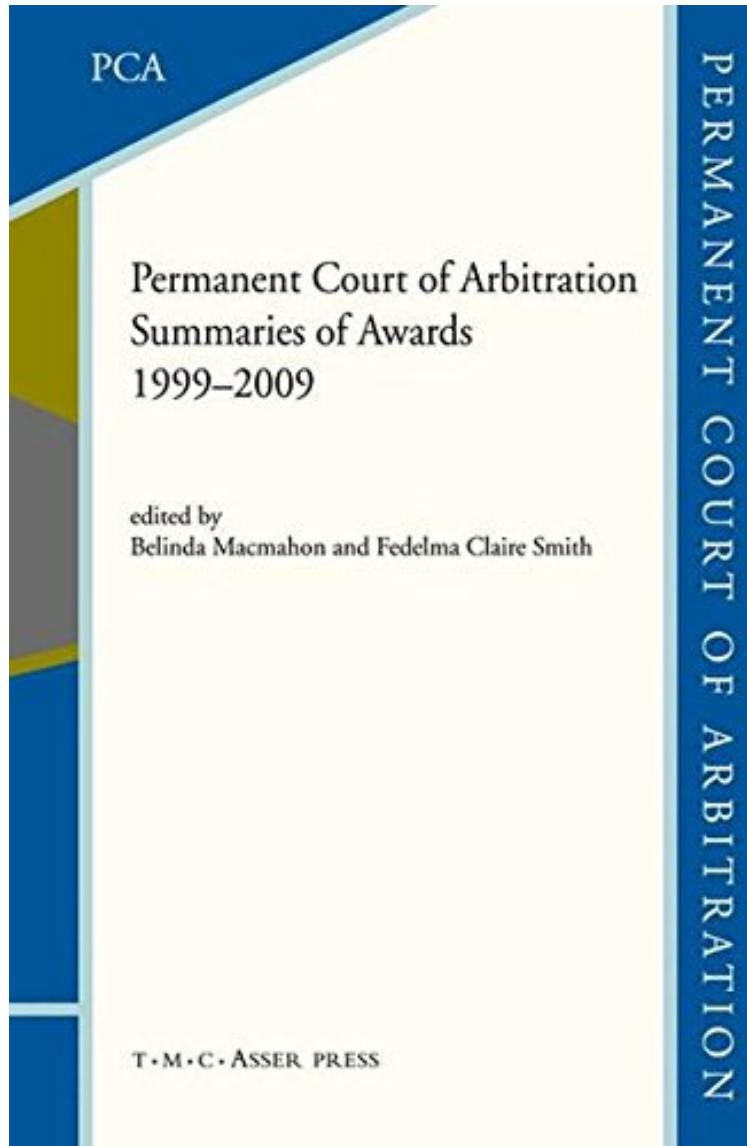 PCA
Permanent Court of Arbitration
Summaries of Awards
1999–2009
edited by
Belinda Macmahon and Fedelma Claire Smith
T·M·C·ASSER PRESS
PERMANENT COURT OF ARBITRATION